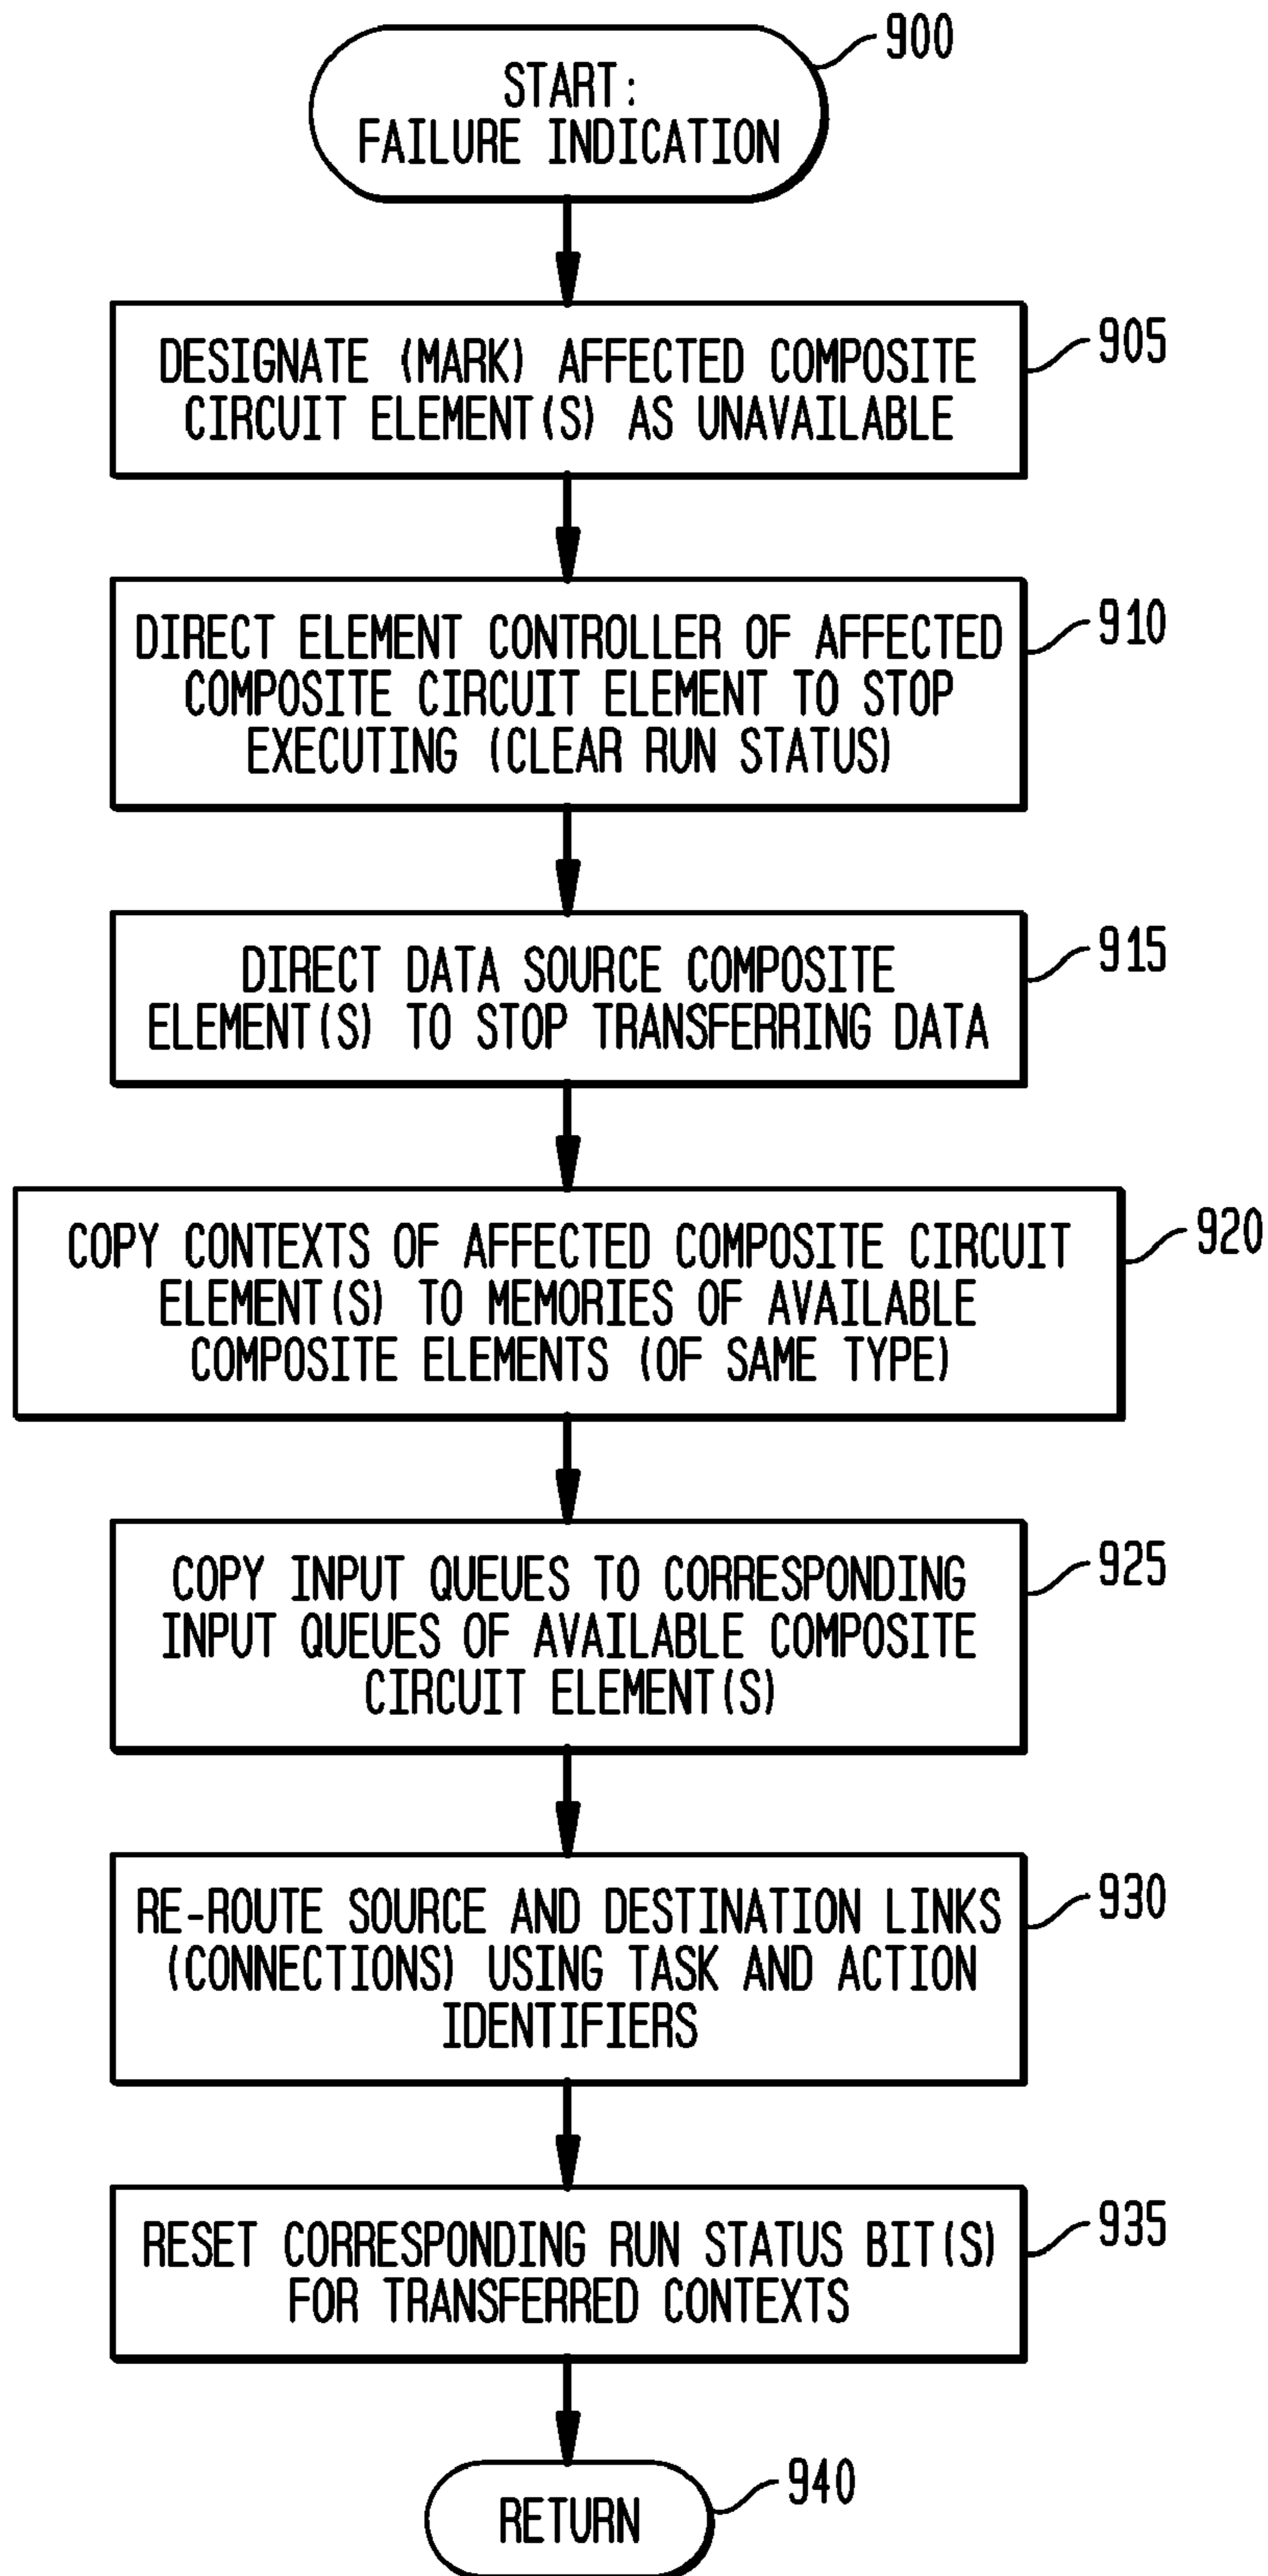 900
START:
FAILURE INDICATION
905
DESIGNATE (MARK) AFFECTED COMPOSITE
CIRCUIT ELEMENT(S) AS UNAVAILABLE
910
DIRECT ELEMENT CONTROLLER OF AFFECTED
COMPOSITE CIRCUIT ELEMENT TO STOP
EXECUTING (CLEAR RUN STATUS)
915
DIRECT DATA SOURCE COMPOSITE
ELEMENT(S) TO STOP TRANSFERRING DATA
920
COPY CONTEXTS OF AFFECTED COMPOSITE CIRCUIT
ELEMENT(S) TO MEMORIES OF AVAILABLE
COMPOSITE ELEMENTS (OF SAME TYPE)
925
COPY INPUT QUEUES TO CORRESPONDING
INPUT QUEUES OF AVAILABLE COMPOSITE
CIRCUIT ELEMENT(S)
930
RE-ROUTE SOURCE AND DESTINATION LINKS
(CONNECTIONS) USING TASK AND ACTION
IDENTIFIERS
935
RESET CORRESPONDING RUN STATUS BIT(S)
FOR TRANSFERRED CONTEXTS
940
RETURN